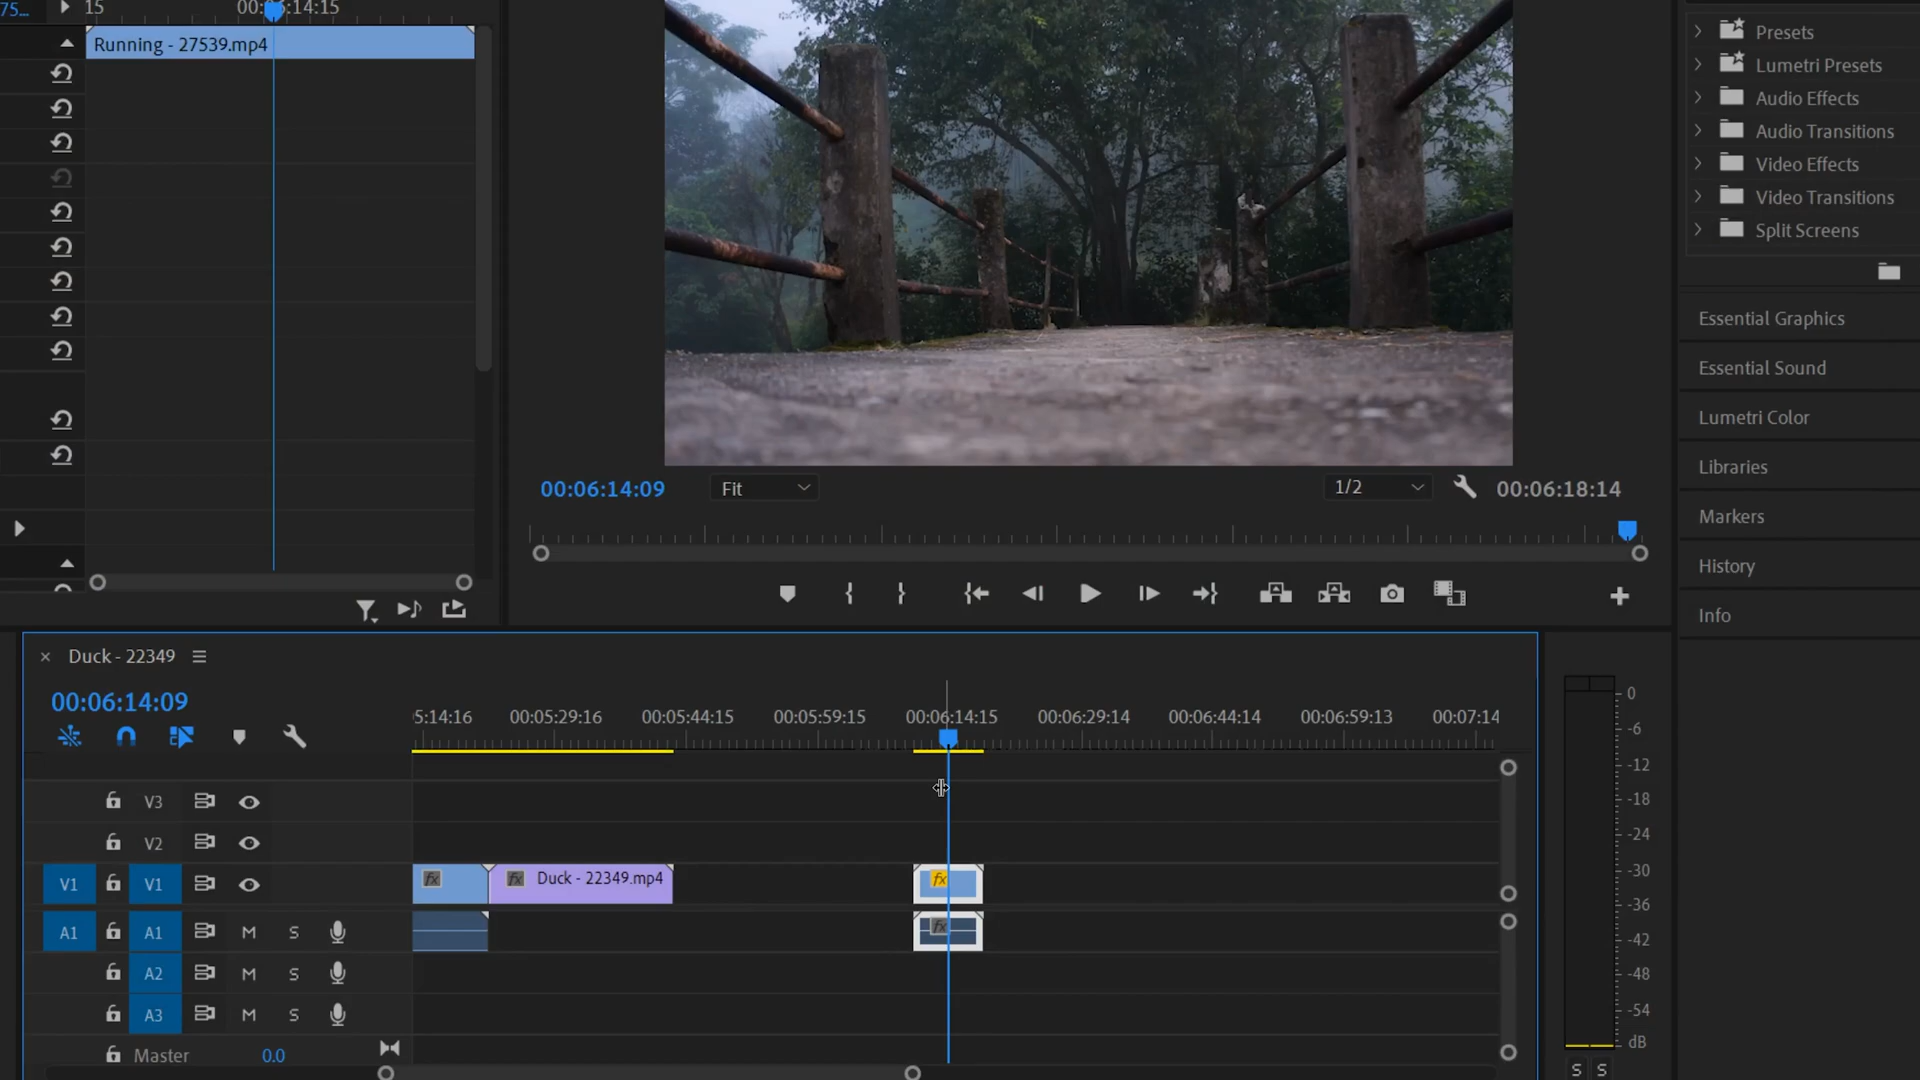 75...
15
14:15
Running - 27539.mp4
Presets
Lumetri Presets
Audio Effects
Audio Transitions
Video Effects
Video Transitions
Split Screens
Essential Graphics
Essential Sound
Lumetri Color
Libraries
Markers
History
Info
00:06:14:09
Fit
1/2
00:06:18:14
Duck - 22349
00:06:14:09
5:14:16
00:05:29:16
00:05:44:15
00:05:59:15
00:06:14:15
00:06:29:14
00:06:44:14
00:06:59:13
00:07:14
V3
V2
V1 V1
fx
fx Duck - 22349.mp4
fx
A1 A1 M S
fx
A2 M S
A3 M S
Master 0.0
0
-6
-12
-18
-24
-30
-36
-42
-48
-54
dB
S S